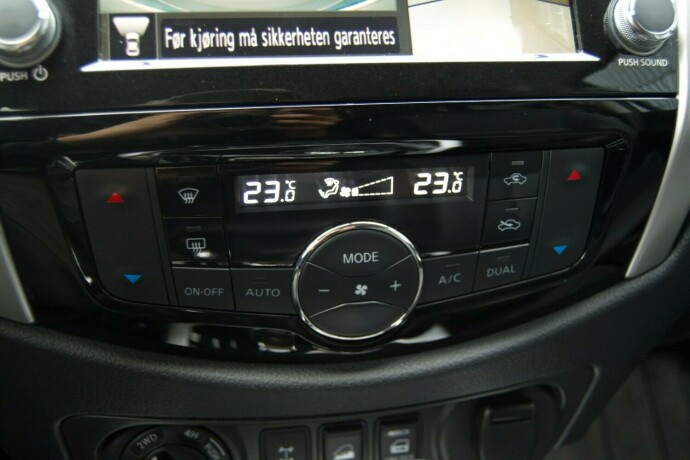 Før kjøring må sikkerheten garanteres
PUSH
PUSH SOUND
23.0 °C
23.0 °C
MODE
ON-OFF
AUTO
- +
A/C
DUAL
2WD
4H